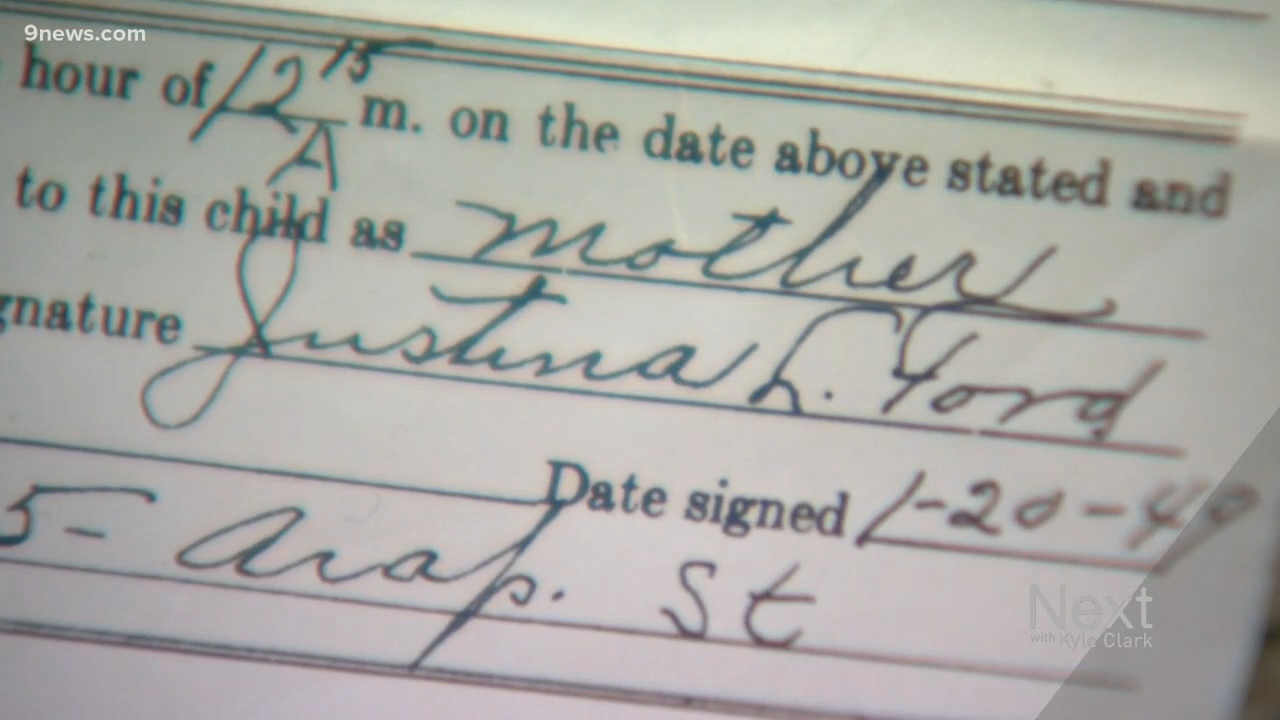 9news.com
hour of 12 15 A m. on the date above stated and
to this child as mother
gnature Justina L. Ford
Date signed 1-20-49
5- Arap. St
Next
with Kyle Clark